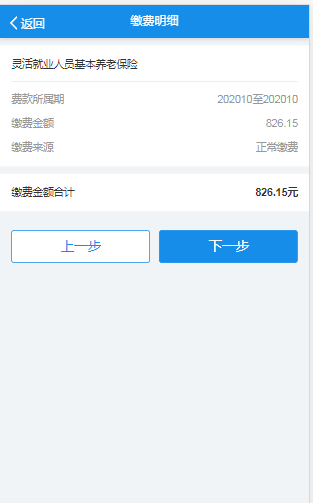 返回 缴费明细
灵活就业人员基本养老保险
费款所属期 202010至202010
缴费金额 826.15
缴费来源 正常缴费
缴费金额合计 826.15元
上一步 下一步